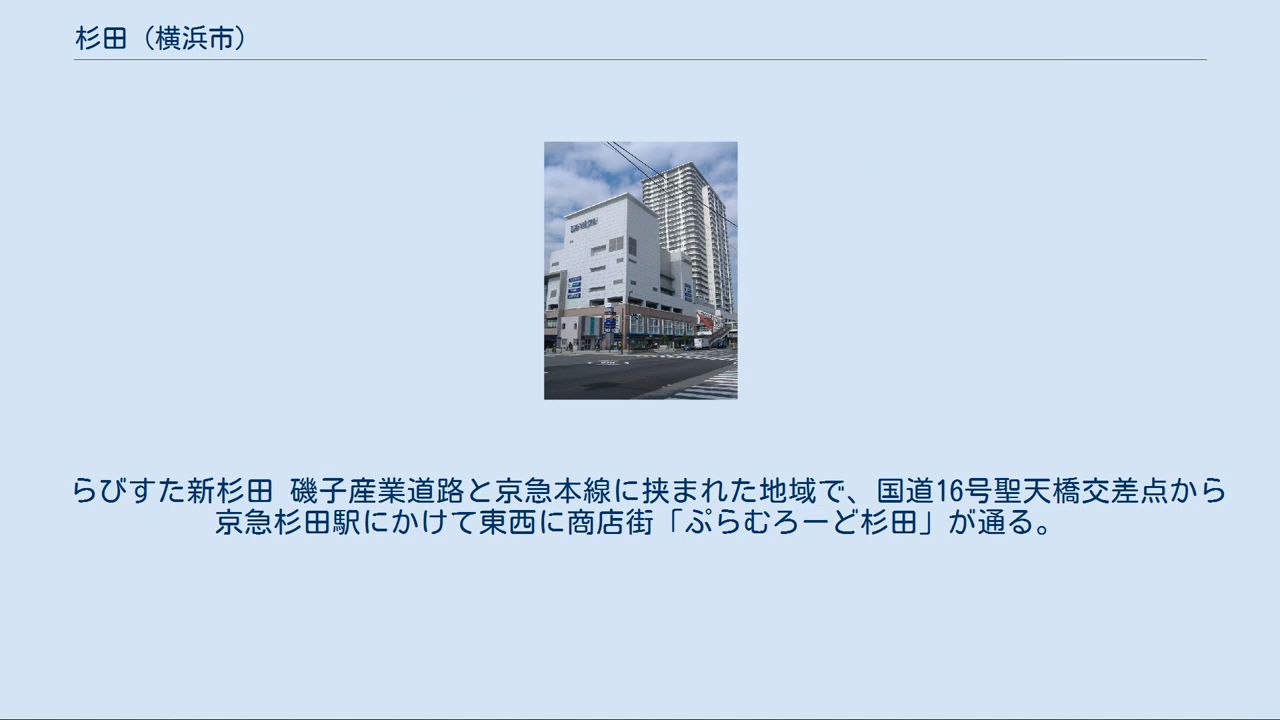 杉田（横浜市）
らびすた新杉田 磯子産業道路と京急本線に挟まれた地域で、国道16号聖天橋交差点から
京急杉田駅にかけて東西に商店街「ぷらむろーど杉田」が通る。